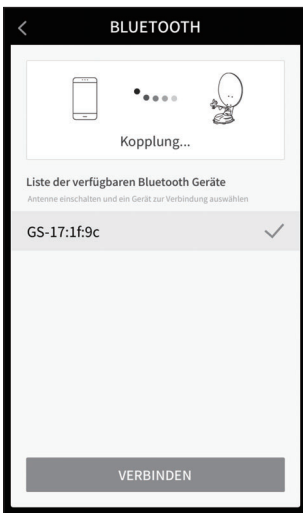 BLUETOOTH
Kopplung...
Liste der verfügbaren Bluetooth Geräte
Antenne einschalten und ein Gerät zur Verbindung auswählen
GS-17:1f:9c
VERBINDEN